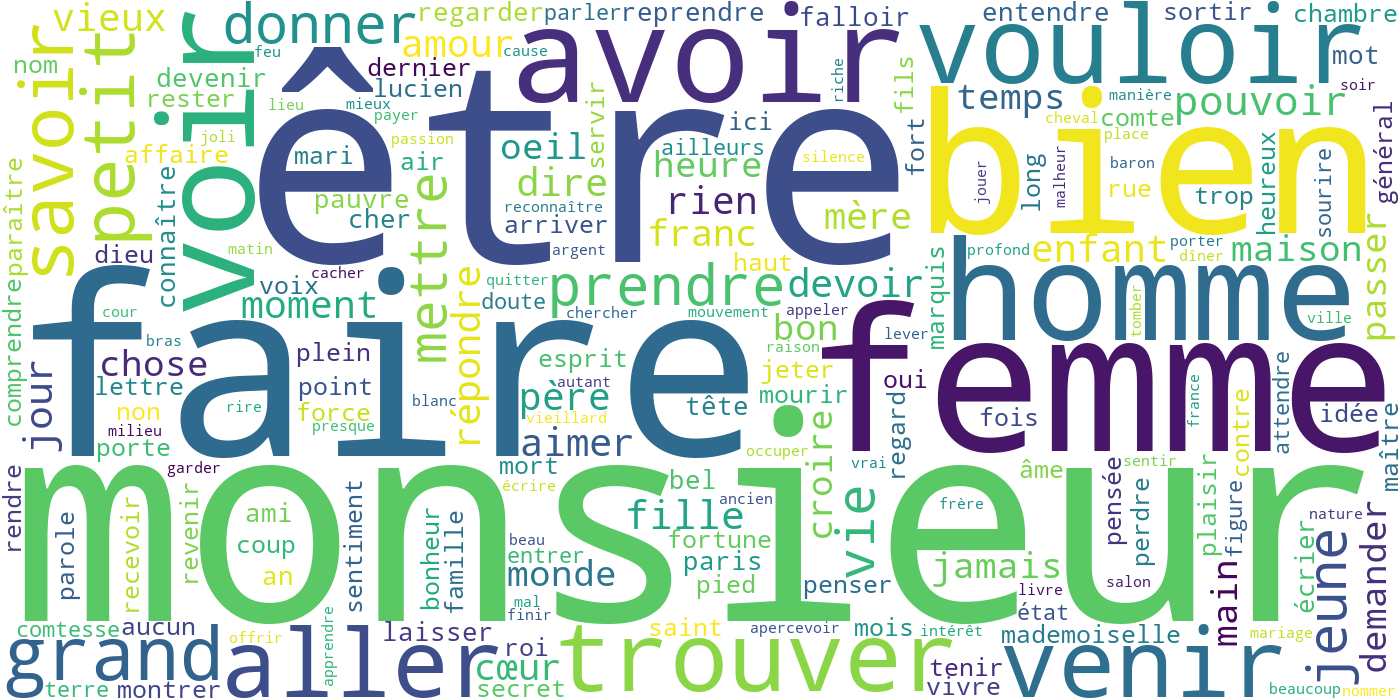 vieux
donner
regarder
parler
reprendre
avoir
falloir
vouloir
entendre
sortir
chambre
mot
soir
nom
savoir
petit
devenir
rester
voir
feu
amour
cause
dernier
lucien
lieu
mieux
payer
joli
passion
affaire
mari
air
être
oeil
servir
ici
ailleurs
heure
riche
silence
fils
fort
bien
temps
manière
cheval
comte
place
pouvoir
général
jouer
long
malheur
baron
rue
trop
heureux
sourire
comprendre
reparaître
connaître
pauvre
cher
dire
reconnaître
arriver
rien
mère
franc
argent
dieu
matin
voix
cacher
mettre
haut
quitter
doute
prendre
devoir
chercher
mouvement
appeler
marquis
profond
enfant
porter
dîner
maison
passer
moment
cour
bras
répondre
bon
raison
lever
homme
tomber
ville
jour
chose
faire
plein
esprit
jeter
femme
lettre
point
autant
père
mourir
oui
france
attendre
idée
non
milieu
rire
force
presque
blanc
vieillard
tête
regard
fois
contre
maître
porte
aimer
occuper
croire
vrai
rendre
garder
monsieur
mort
écrire
bel
ancien
âme
pensée
sentir
parole
recevoir
revenir
ami
coup
an
sentiment
bonheur
famille
fille
fortune
vie
frère
perdre
plaisir
figure
nature
beau
entrer
monde
paris
pied
penser
jamais
livre
salon
main
écrier
jeune
demander
mal
finir
état
comtesse
aucun
offrir
apprendre
laisser
roi
saint
apercevoir
mois
intérêt
mademoiselle
mariage
grand
aller
cœur
trouver
tenir
venir
terre
montrer
secret
vivre
beaucoup
nommer